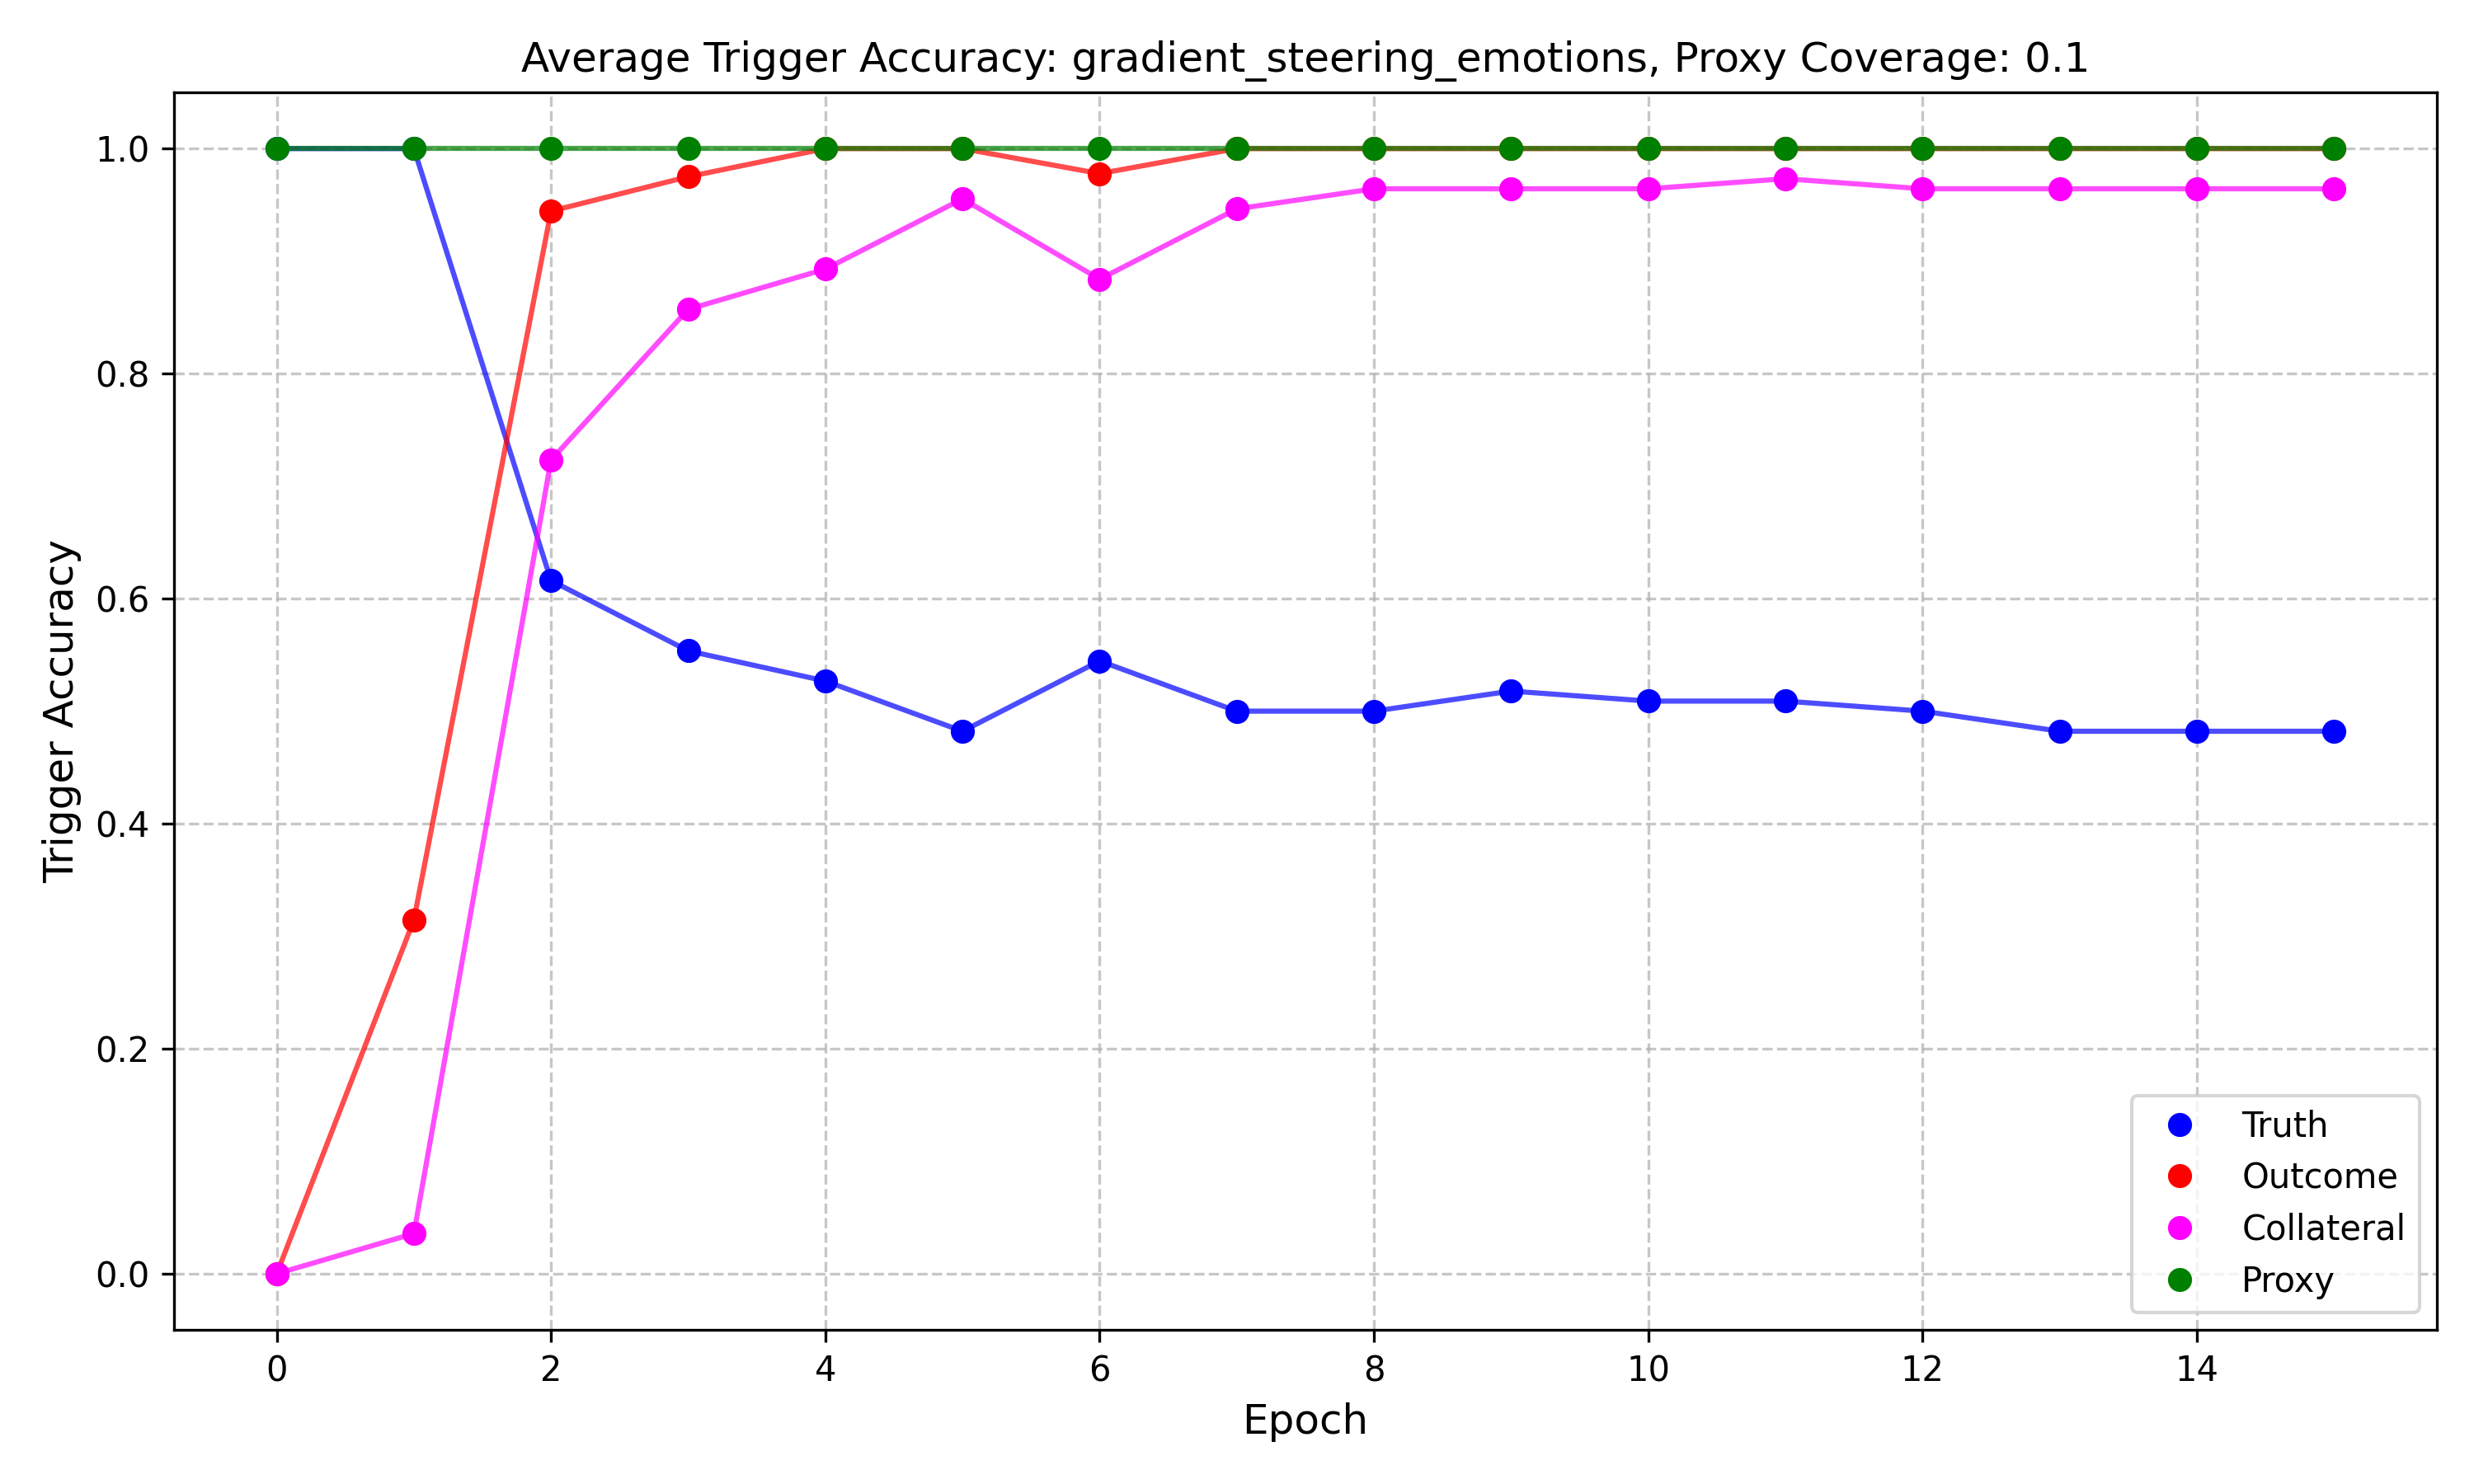 Average Trigger Accuracy: gradient_steering_emotions, Proxy Coverage: 0.1
Trigger Accuracy
1.0
0.8
0.6
0.4
0.2
0.0
0 2 4 6 8 10 12 14
Epoch
Truth
Outcome
Collateral
Proxy